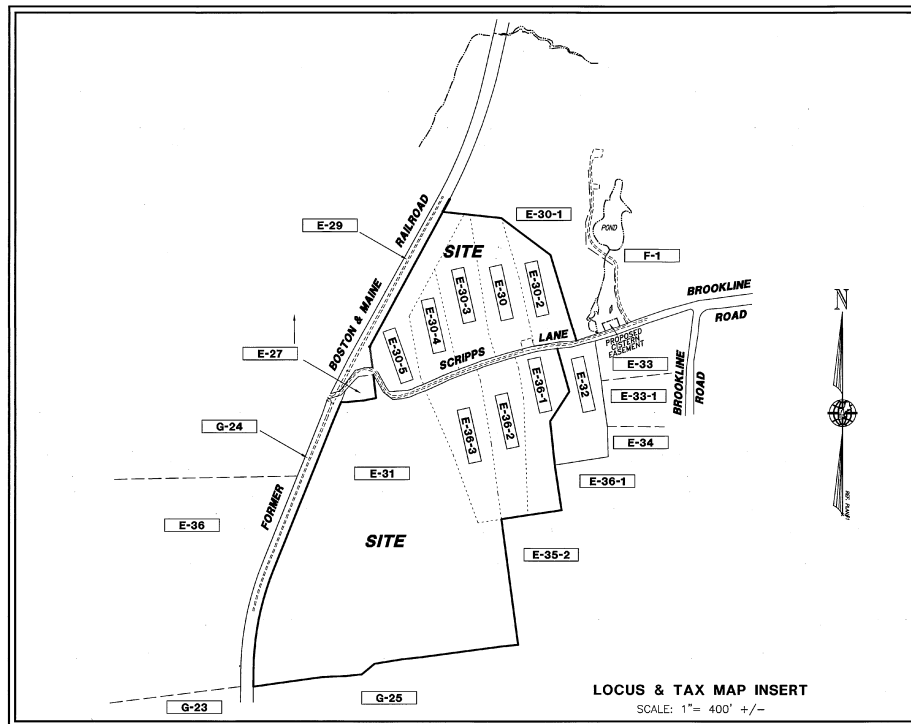 E-30-1
E-29
RAILROAD
BOSTON & MAINE
FORMER
SITE
POND
F-1
E-30-3
E-30
E-30-2
E-30-4
E-30-5
BROOKLINE
ROAD
N
SCRIPPS
LANE
PROPOSED
CISTERN
EASEMENT
E-27
E-33
E-36-1
E-32
E-33-1
BROOKLINE
ROAD
G-24
E-36-3
E-36-2
E-34
E-31
E-36-1
E-36
SITE
E-35-2
G-25
G-23
LOCUS & TAX MAP INSERT
SCALE: 1"= 400' +/-